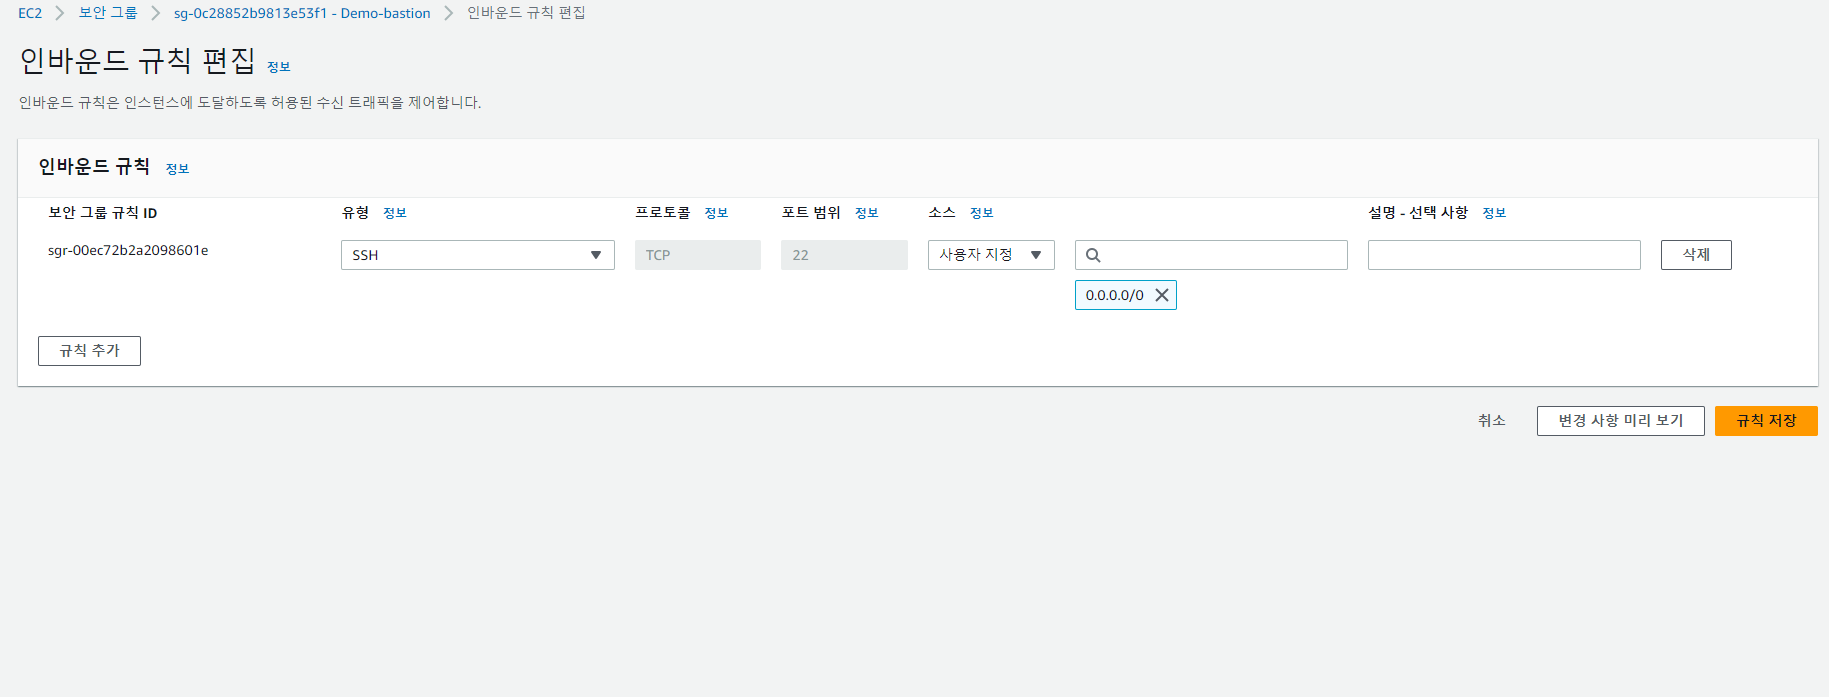 EC2 > 보안 그룹 > sg-0c28852b9813e53f1 - Demo-bastion > 인바운드 규칙 편집
인바운드 규칙 편집 정보
인바운드 규칙은 인스턴스에 도달하도록 허용된 수신 트래픽을 제어합니다.
인바운드 규칙 정보
보안 그룹 규칙 ID 유형 정보 프로토콜 정보 포트 범위 정보 소스 정보 설명 - 선택 사항 정보
sgr-00ec72b2a2098601e SSH TCP 22 사용자 지정 삭제
0.0.0.0/0
규칙 추가
취소 변경 사항 미리 보기 규칙 저장